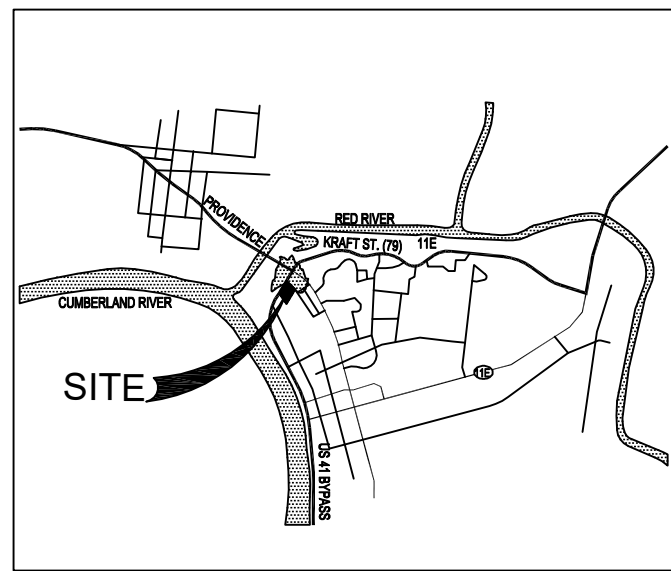 PROVIDENCE
RED RIVER
KRAFT ST. (79) 11E
CUMBERLAND RIVER
SITE
11E
US 41 BYPASS